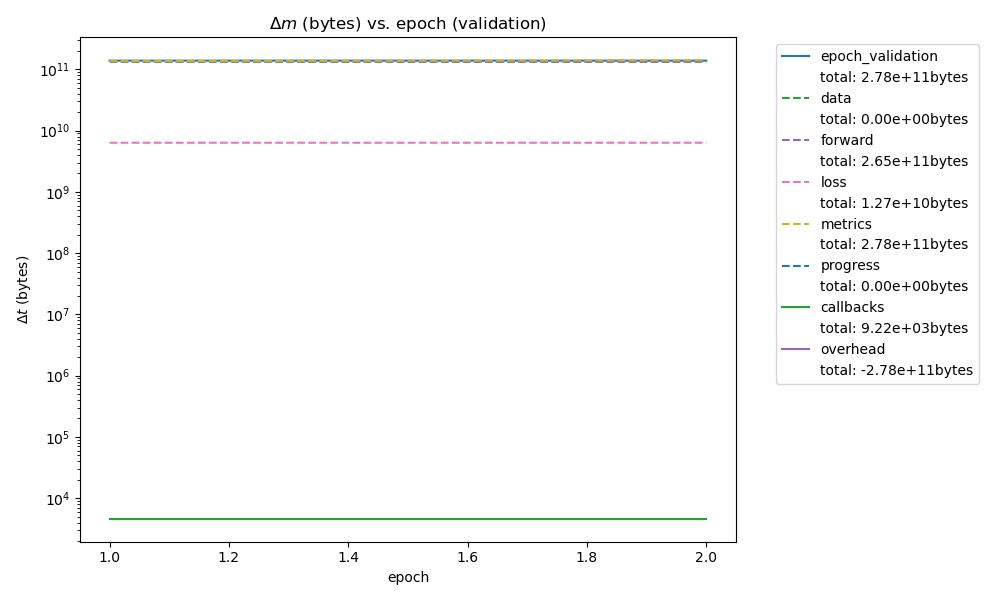 Δm (bytes) vs. epoch (validation)
10¹¹
10¹⁰
10⁹
10⁸
10⁷
10⁶
10⁵
10⁴
Δt (bytes)
1.0 1.2 1.4 1.6 1.8 2.0
epoch
epoch_validation
total: 2.78e+11bytes
data
total: 0.00e+00bytes
forward
total: 2.65e+11bytes
loss
total: 1.27e+10bytes
metrics
total: 2.78e+11bytes
progress
total: 0.00e+00bytes
callbacks
total: 9.22e+03bytes
overhead
total: -2.78e+11bytes